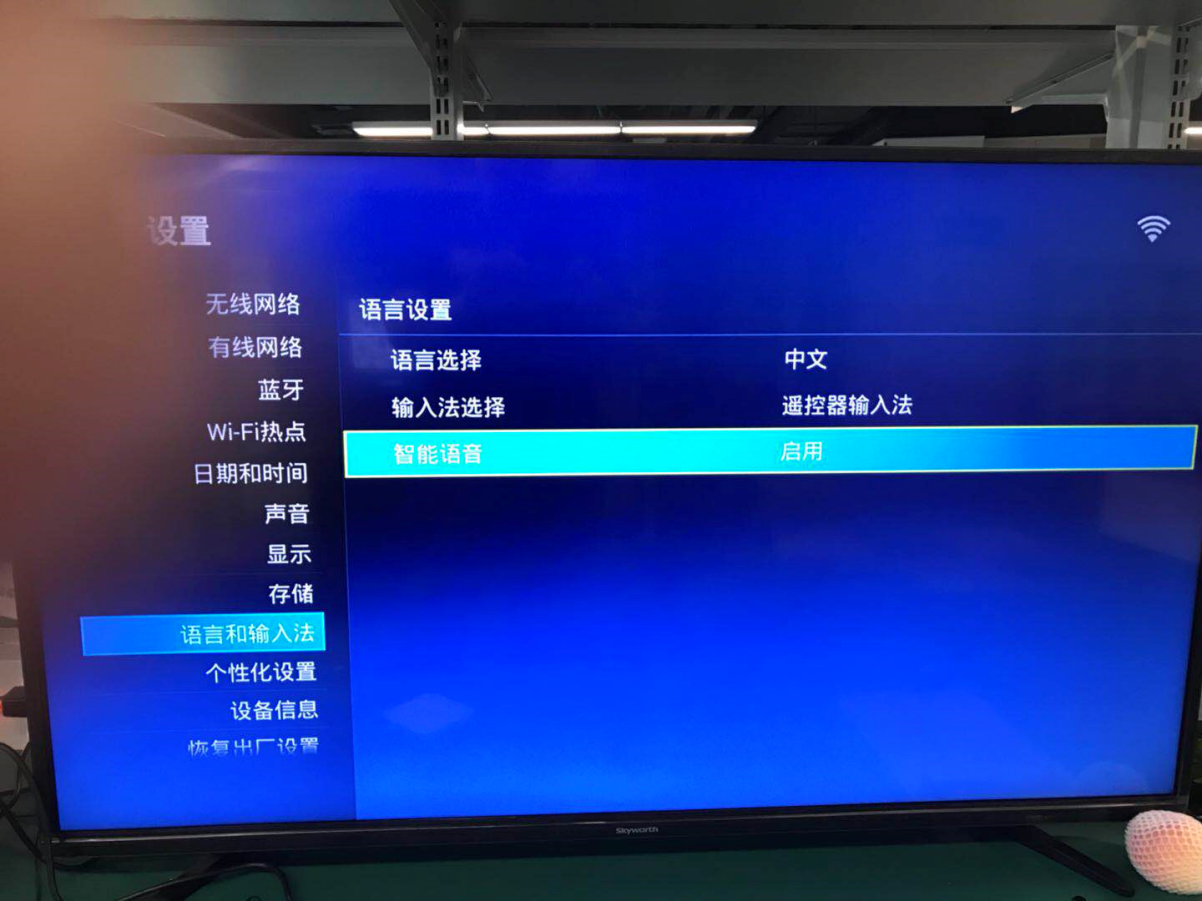 设置
无线网络
有线网络
蓝牙
Wi-Fi热点
日期和时间
声音
显示
存储
语言和输入法
个性化设置
设备信息
恢复出厂设置
语言设置
语言选择 中文
输入法选择 遥控器输入法
智能语音 启用
Skyworth